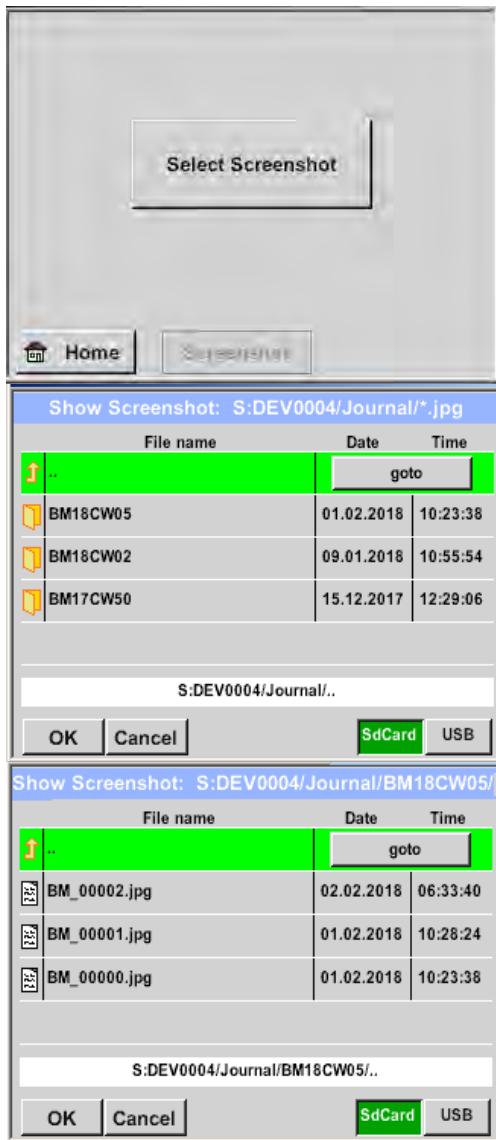 Select Screenshot
Home Screenshot
Show Screenshot: S:DEV0004/Journal/*.jpg
File name Date Time
.. goto
BM18CW05 01.02.2018 10:23:38
BM18CW02 09.01.2018 10:55:54
BM17CW50 15.12.2017 12:29:06
S:DEV0004/Journal/..
OK Cancel SdCard USB
Show Screenshot: S:DEV0004/Journal/BM18CW05/
File name Date Time
.. goto
BM_00002.jpg 02.02.2018 06:33:40
BM_00001.jpg 01.02.2018 10:28:24
BM_00000.jpg 01.02.2018 10:23:38
S:DEV0004/Journal/BM18CW05/..
OK Cancel SdCard USB